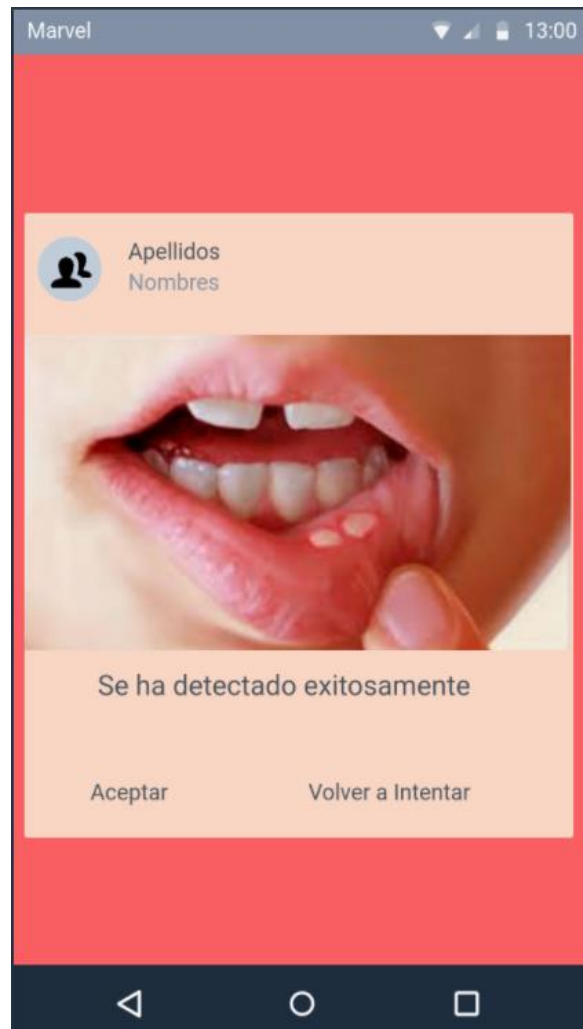 Marvel 13:00
Apellidos
Nombres
Se ha detectado exitosamente
Aceptar Volver a Intentar